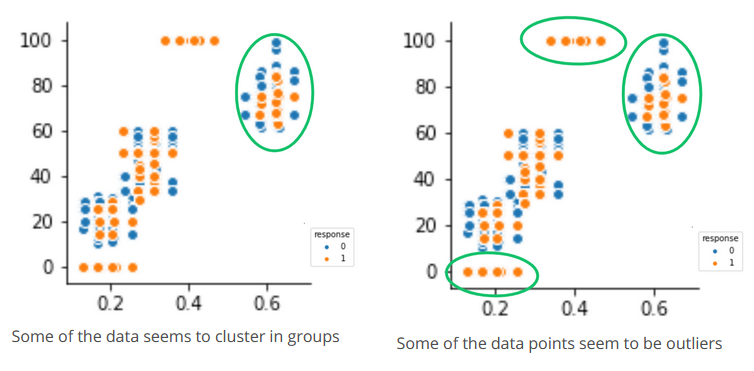 100
80
60
40
20
0
0.2 0.4 0.6
response
0
1
Some of the data seems to cluster in groups
100
80
60
40
20
0
0.2 0.4 0.6
response
0
1
Some of the data points seem to be outliers